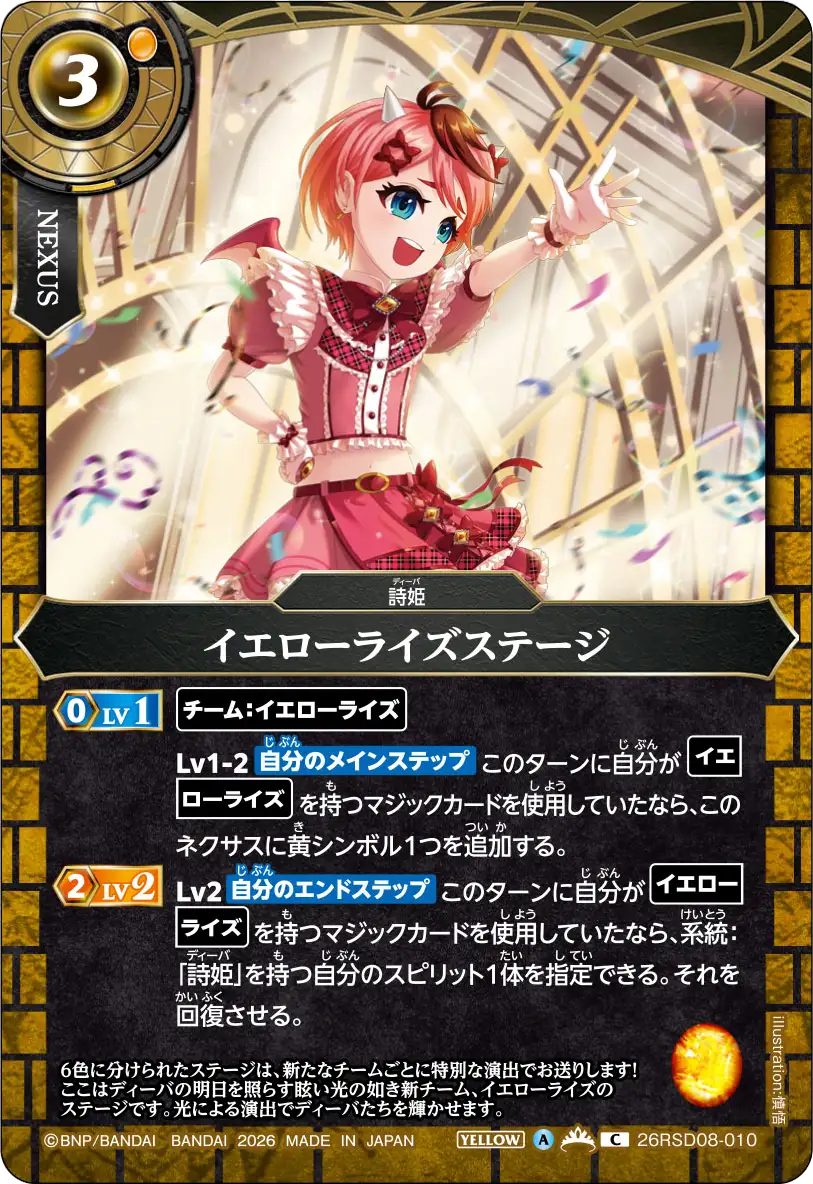 3
NEXUS
ディーバ
詩姫
イエローライズステージ
0 LV1 チーム：イエローライズ
Lv1-2 自分のメインステップ このターンに自分が イエ
ローライズ を持つマジックカードを使用していたなら、この
ネクサスに黄シンボル1つを追加する。
2 LV2 Lv2 自分のエンドステップ このターンに自分が イエロー
ライズ を持つマジックカードを使用していたなら、系統：
「詩姫」を持つ自分のスピリット1体を指定できる。それを
回復させる。
6色に分けられたステージは、新たなチームごとに特別な演出でお送りします！
ここはディーバの明日を照らす眩い光の如き新チーム、イエローライズの
ステージです。光による演出でディーバたちを輝かせます。
illustration:慎悟
©BNP/BANDAI BANDAI 2026 MADE IN JAPAN YELLOW A C 26RSD08-010